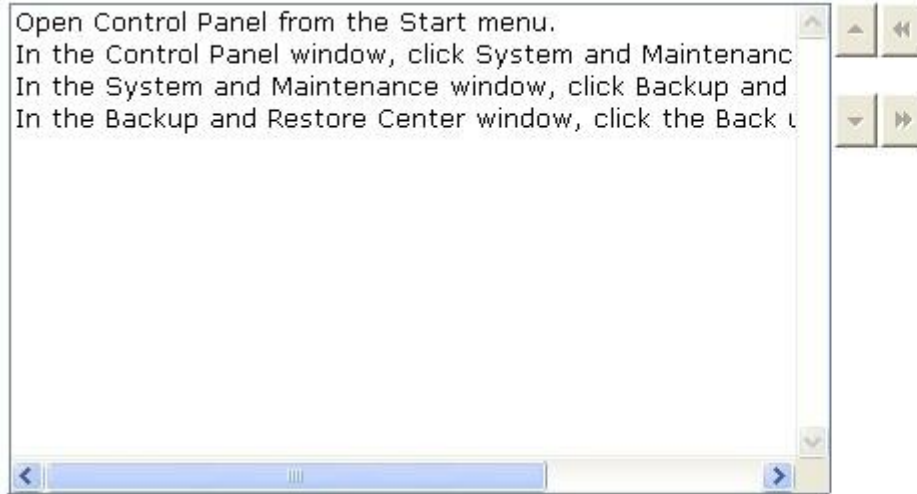 Open Control Panel from the Start menu.
In the Control Panel window, click System and Maintenanc
In the System and Maintenance window, click Backup and
In the Backup and Restore Center window, click the Back u